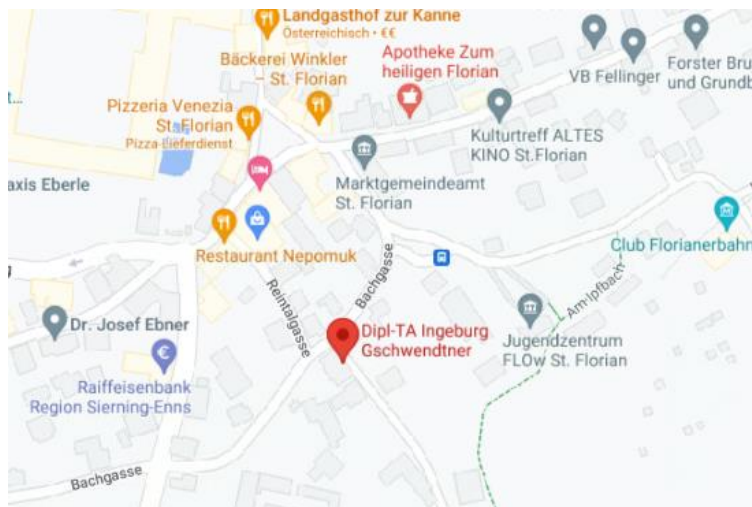 Landgasthof zur Kanne
Österreichisch • €€
Bäckerei Winkler
St. Florian
Apotheke Zum
heiligen Florian
VB Fellinger
Forster Bru
und Grundb
Pizzeria Venezia
St. Florian
Pizza-Lieferdienst
Kulturtreff ALTES
KINO St.Florian
axis Eberle
Marktgemeindeamt
St. Florian
Restaurant Nepomuk
Club Florianerbahn
Bachgasse
Reintalgasse
Am-Ipfbach
Dr. Josef Ebner
Dipl-TA Ingeburg
Gschwendtner
Jugendzentrum
FLOw St. Florian
Raiffeisenbank
Region Sierning-Enns
Bachgasse